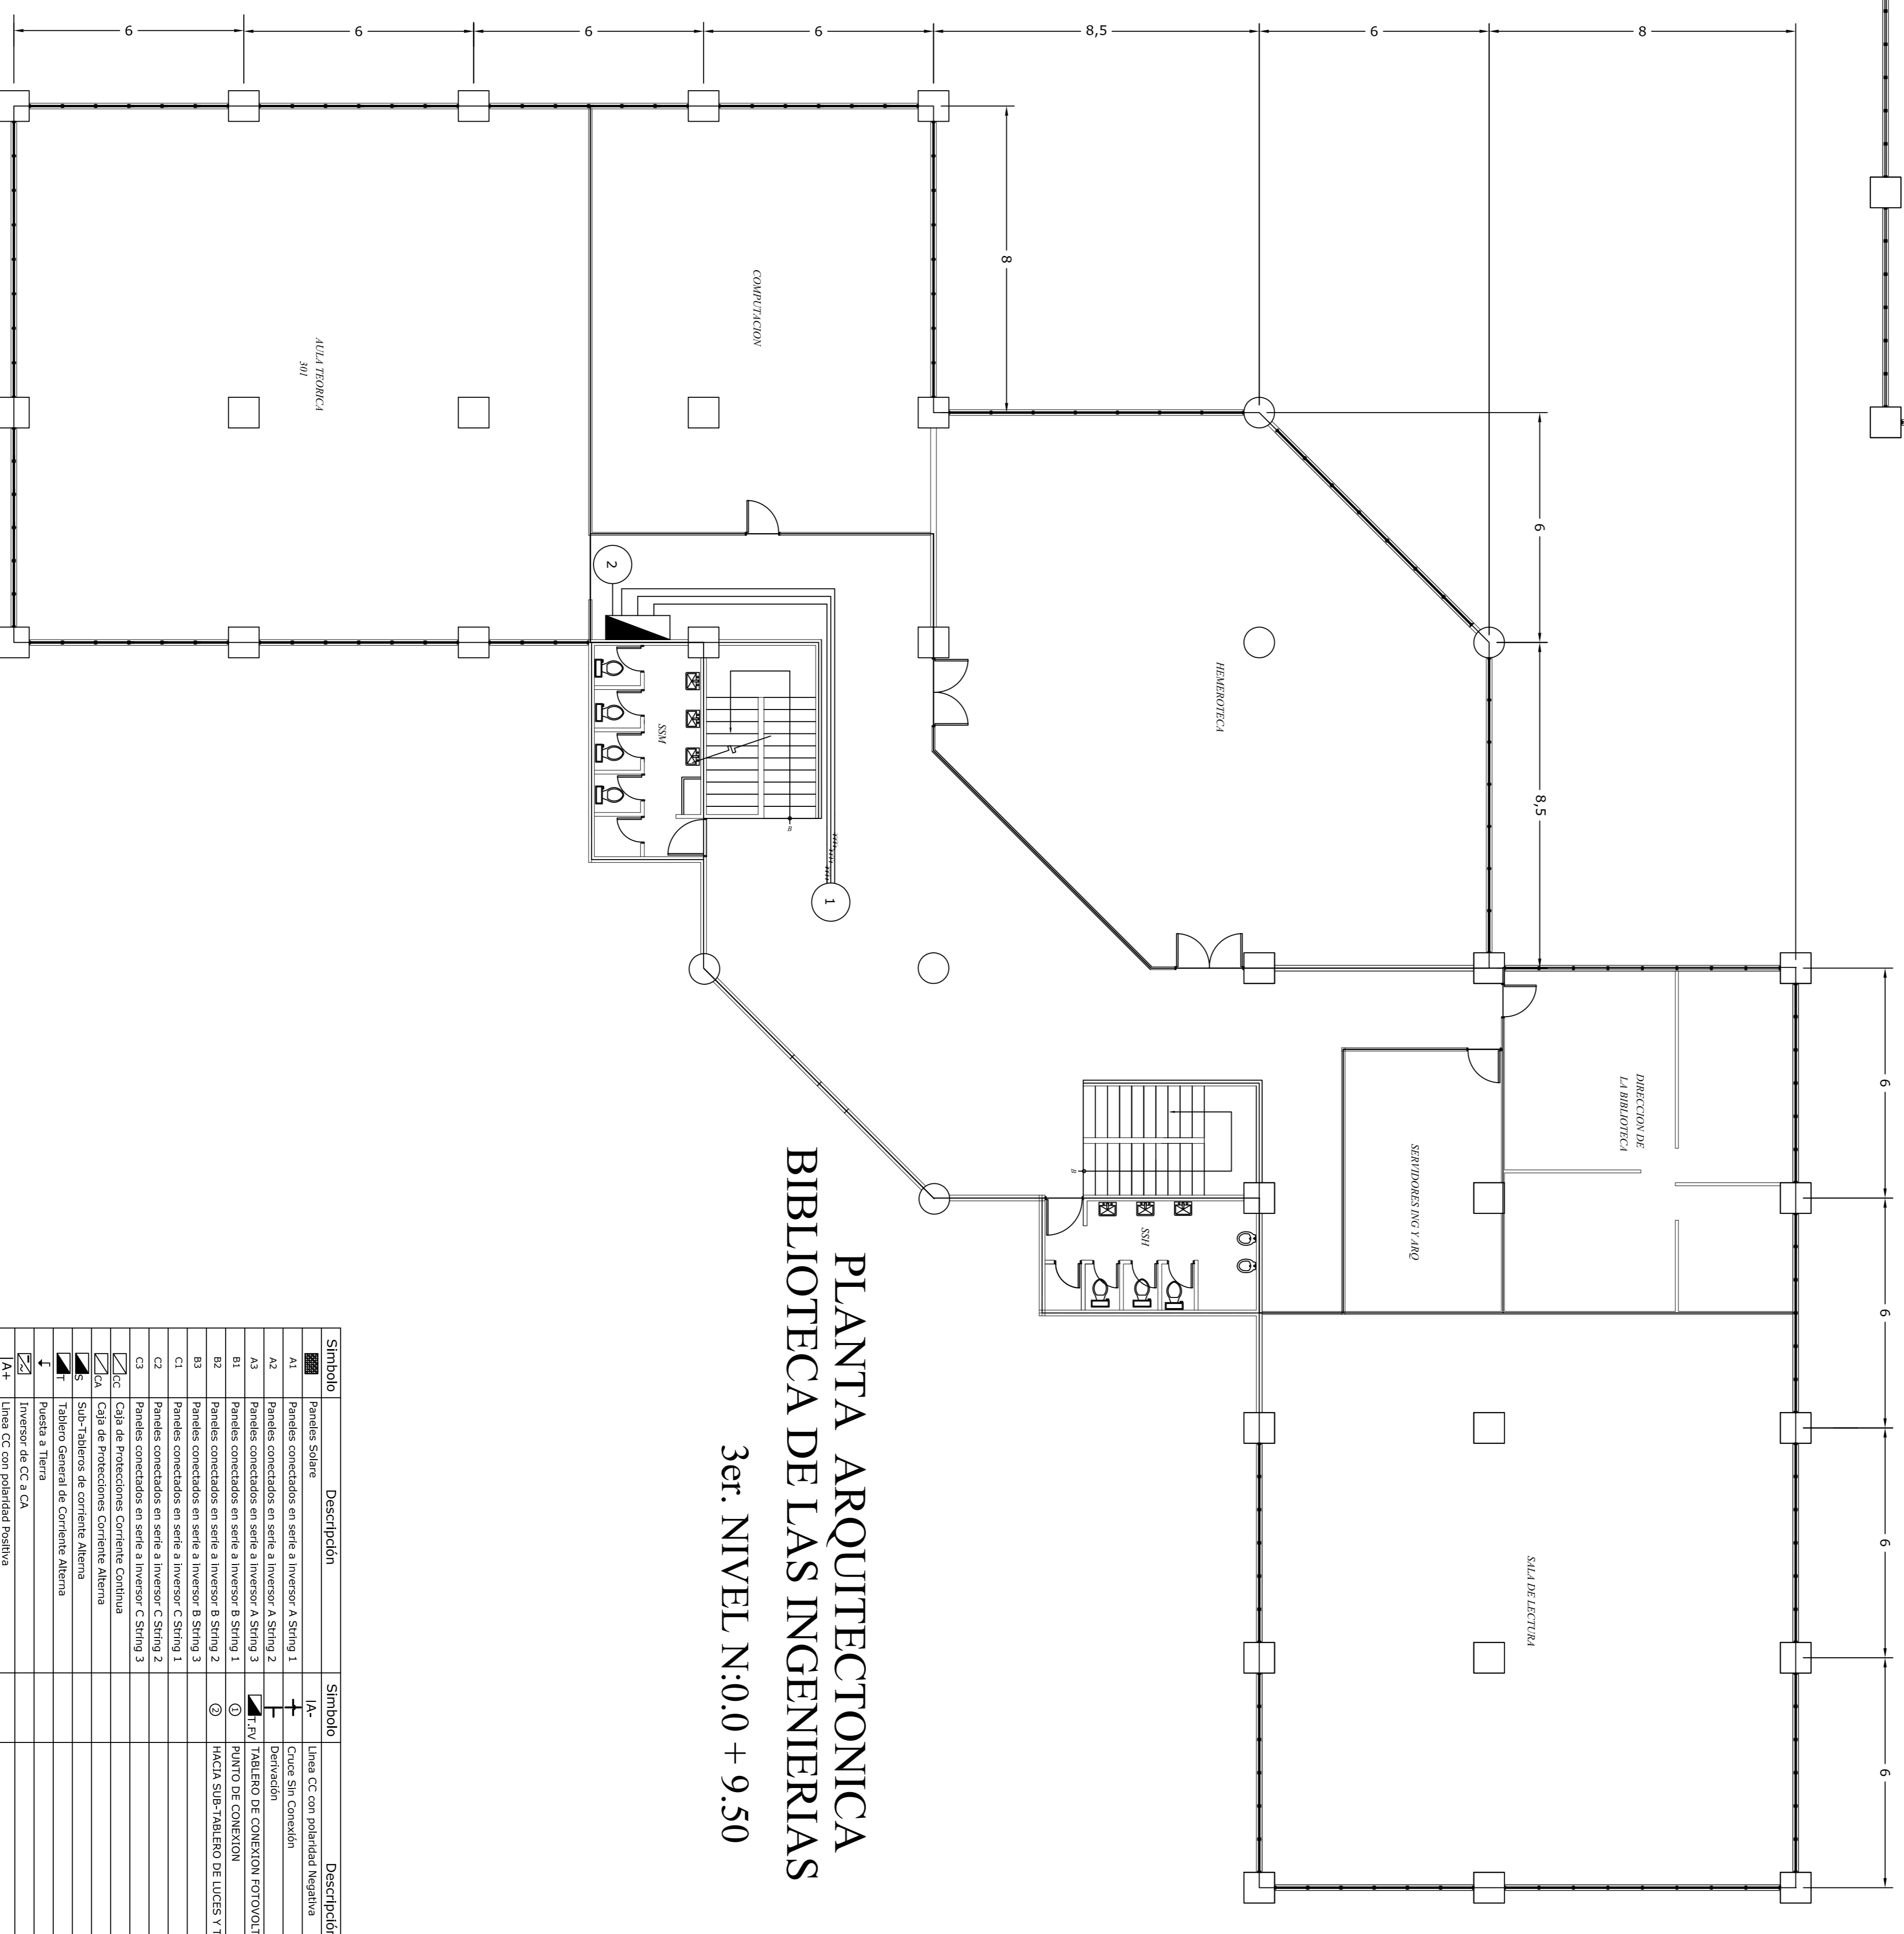 6
6
6
6
8,5
6
8
8
6
8,5
6
6
6
6
COMPUTACION
AULA TEORICA
301
HEMEROTECA
2
SSM
B
1
DIRECCION DE
LA BIBLIOTECA
SERVIDORES ING Y ARQ
B
SSH
SALA DE LECTURA
PLANTA ARQUITECTONICA
BIBLIOTECA DE LAS INGENIERIAS
3er. NIVEL N:0.0 + 9.50
Simbolo Descripción Simbolo Descripción
Paneles Solare IA- Linea CC con polaridad Negativa
A1 Paneles conectados en serie a Inversor A String 1 Cruce Sin Conexión
A2 Paneles conectados en serie a inversor A String 2 Derivación
A3 Paneles conectados en serie a inversor A String 3 T.FV TABLERO DE CONEXION FOTOVOLT
B1 Paneles conectados en serie a inversor B String 1 1 PUNTO DE CONEXION
B2 Paneles conectados en serie a inversor B String 2 2 HACIA SUB-TABLERO DE LUCES Y T
B3 Paneles conectados en serie a inversor B String 3
C1 Paneles conectados en serie a inversor C String 1
C2 Paneles conectados en serie a inversor C String 2
C3 Paneles conectados en serie a inversor C String 3
CC Caja de Protecciones Corriente Continua
CA Caja de Protecciones Corriente Alterna
S Sub-Tableros de corriente Alterna
T Tablero General de Corriente Alterna
Puesta a Tierra
Inversor de CC a CA
IA+ Linea CC con polaridad Positiva